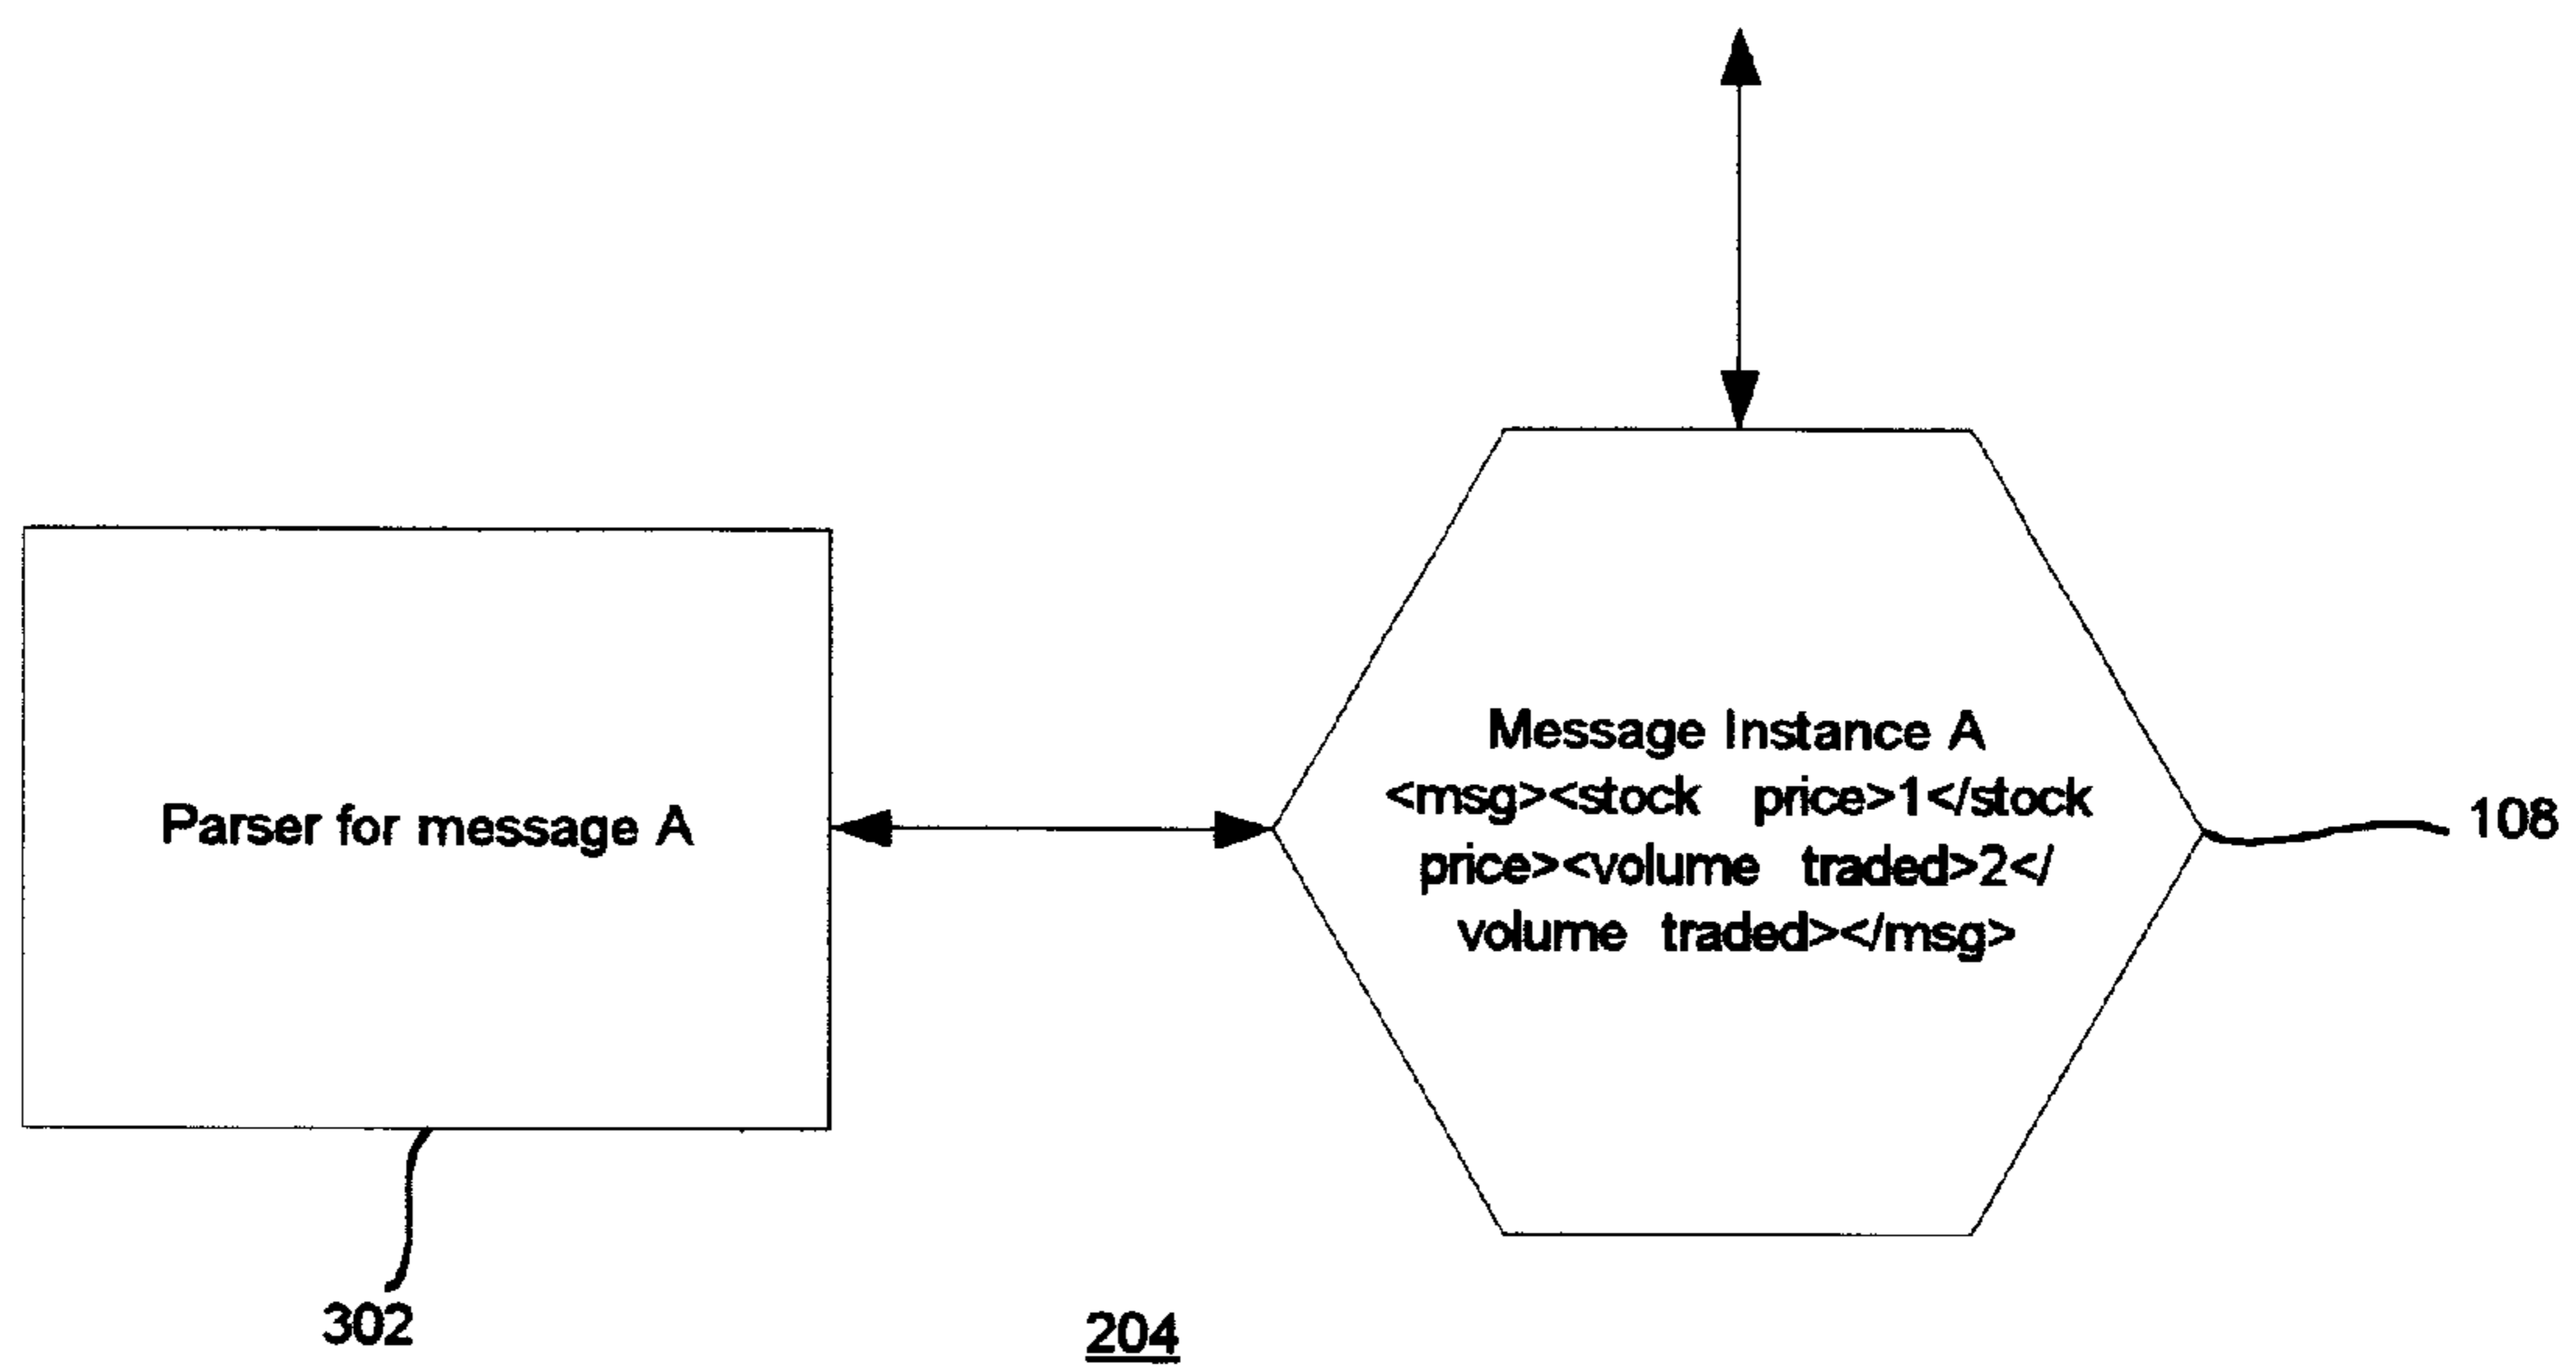 Message Instance A
<msg><stock price>1</stock
price><volume traded>2</
volume traded></msg>
Parser for message A
108
302
204